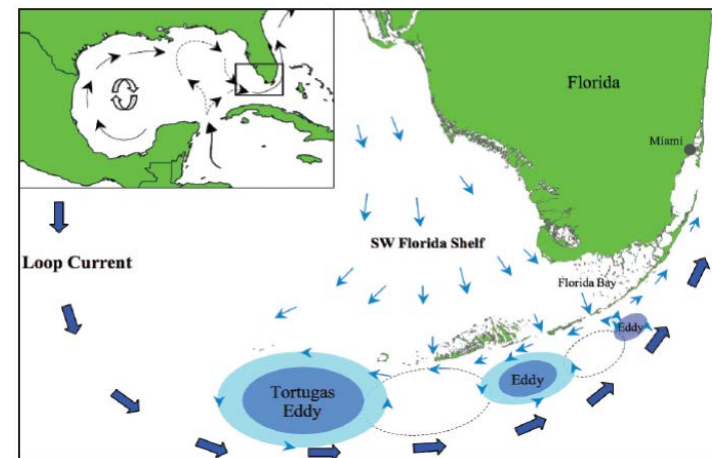 Florida
Miami
SW Florida Shelf
Loop Current
Florida Bay
Eddy
Eddy
Tortugas
Eddy